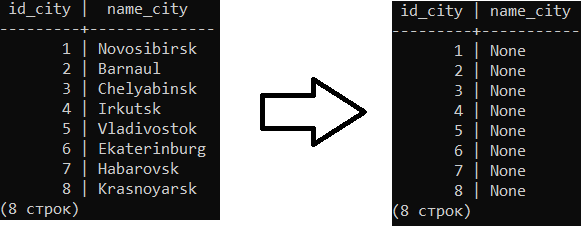 id_city | name_city
---------+--------------
1 | Novosibirsk
2 | Barnaul
3 | Chelyabinsk
4 | Irkutsk
5 | Vladivostok
6 | Ekaterinburg
7 | Habarovsk
8 | Krasnoyarsk
(8 строк)
id_city | name_city
---------+-----------
1 | None
2 | None
3 | None
4 | None
5 | None
6 | None
7 | None
8 | None
(8 строк)